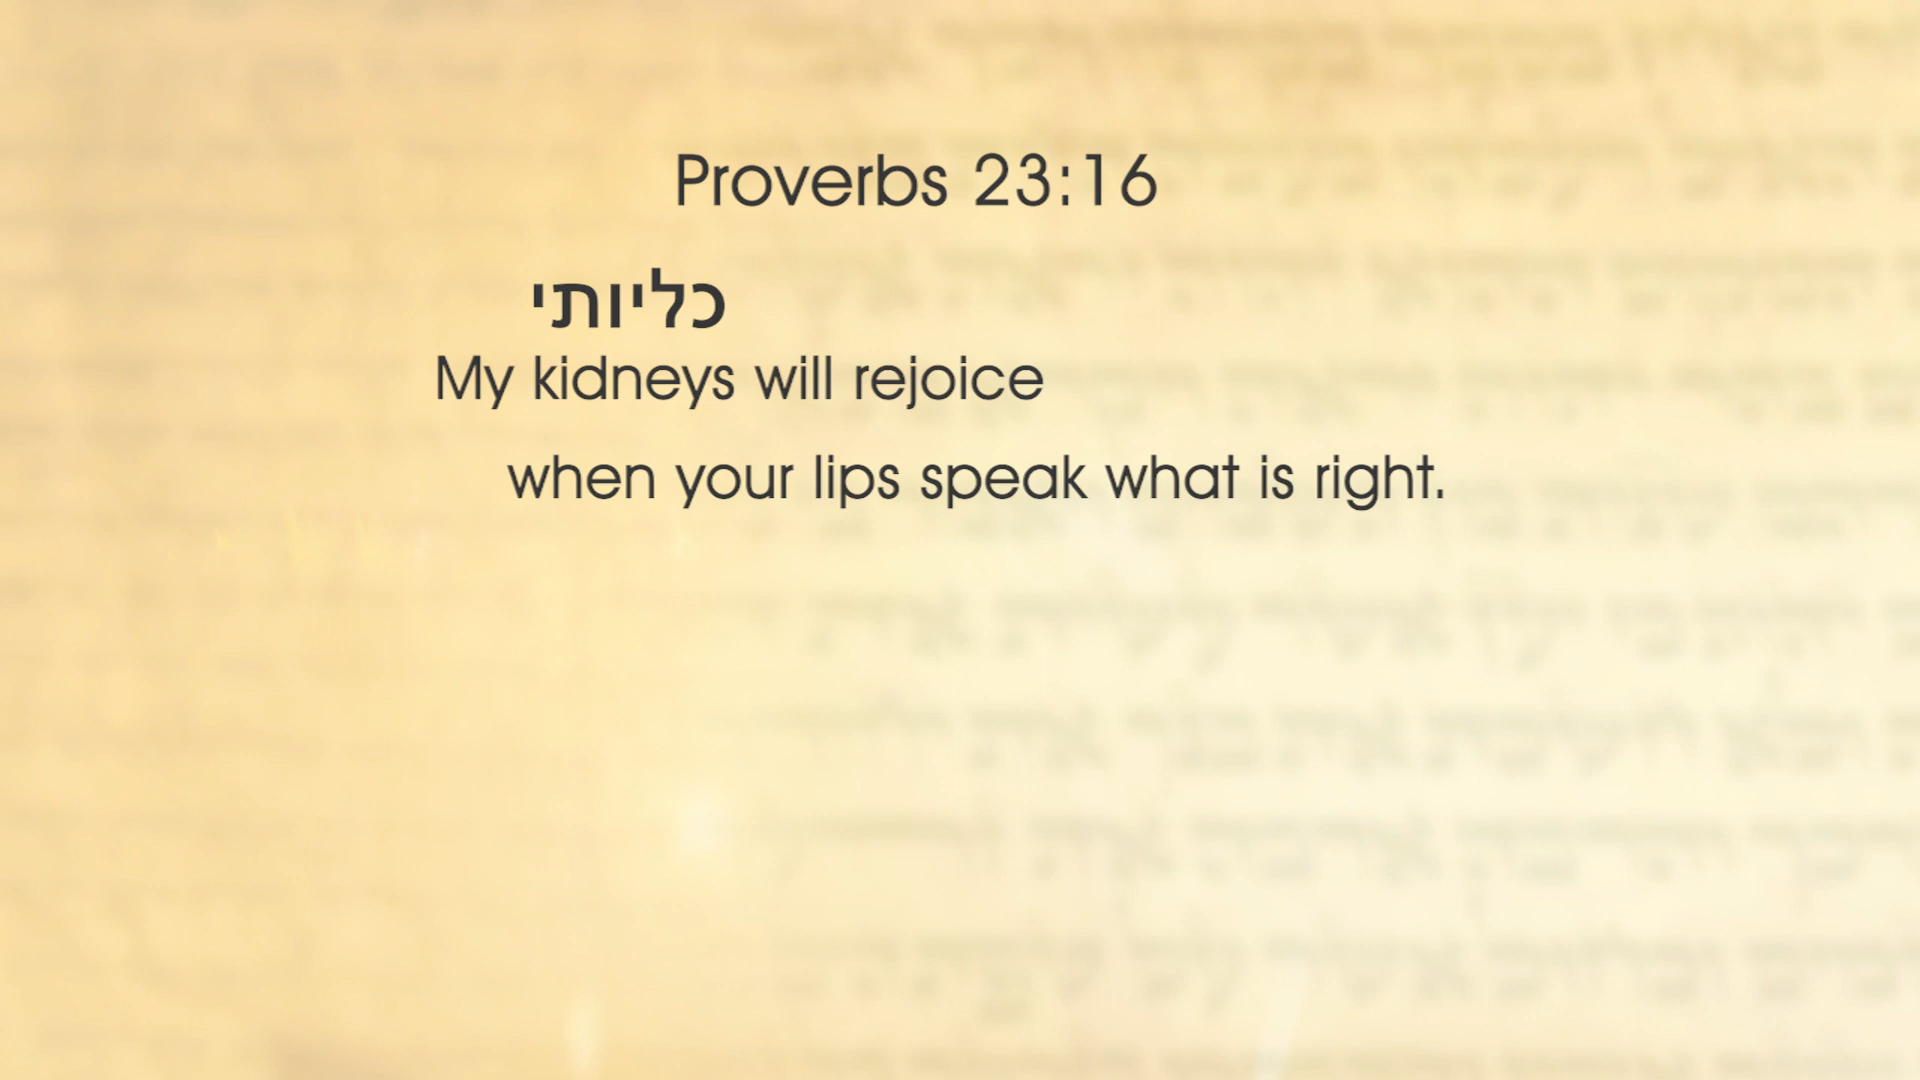 Proverbs 23:16
כליותי
My kidneys will rejoice
when your lips speak what is right.